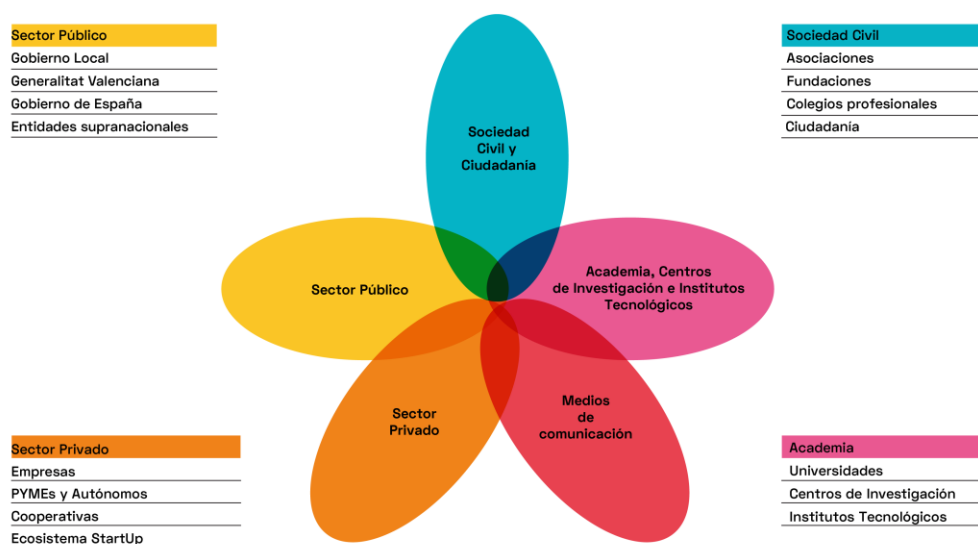 Sector Público
Gobierno Local
Generalitat Valenciana
Gobierno de España
Entidades supranacionales
Sociedad Civil
Asociaciones
Fundaciones
Colegios profesionales
Ciudadanía
Sociedad
Civil y
Ciudadanía
Sector Público
Academia, Centros
de Investigación e Institutos
Tecnológicos
Sector
Privado
Medios
de
comunicación
Sector Privado
Empresas
PYMEs y Autónomos
Cooperativas
Ecosistema StartUp
Academia
Universidades
Centros de Investigación
Institutos Tecnológicos